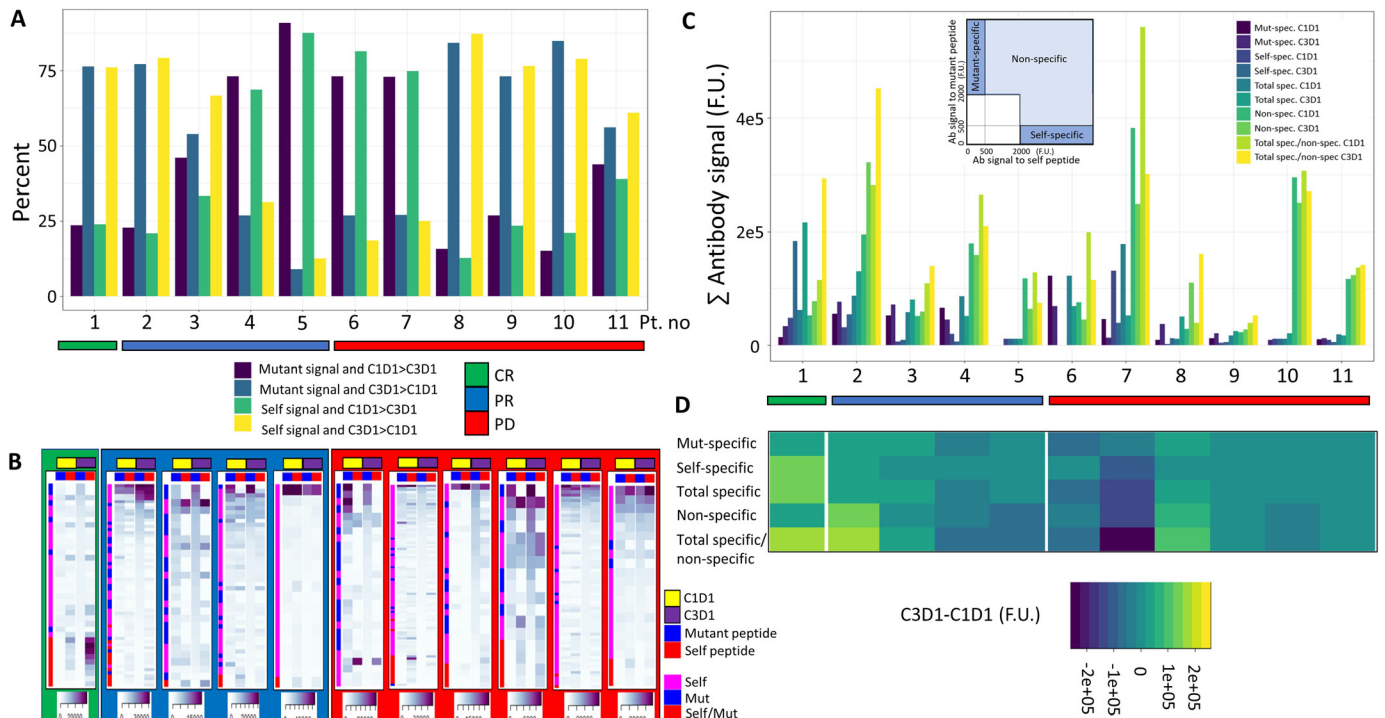 A
Percent
75
50
25
0
1 2 3 4 5 6 7 8 9 10 11 Pt. no
Mutant signal and C1D1>C3D1
Mutant signal and C3D1>C1D1
Self signal and C1D1>C3D1
Self signal and C3D1>C1D1
CR
PR
PD
B
C1D1
C3D1
Mutant peptide
Self peptide
Self
Mut
Self/Mut
C
∑ Antibody signal (F.U.)
4e5
2e5
0
Ab signal to mutant peptide
(F.U.)
2000
500
0
Mutant-specific
Non-specific
Self-specific
0 500 2000 (F.U.)
Ab signal to self peptide
Mut-spec. C1D1
Mut-spec. C3D1
Self-spec. C1D1
Self-spec. C3D1
Total spec. C1D1
Total spec. C3D1
Non-spec. C1D1
Non-spec. C3D1
Total spec./non-spec. C1D1
Total spec./non-spec C3D1
1 2 3 4 5 6 7 8 9 10 11
D
Mut-specific
Self-specific
Total specific
Non-specific
Total specific/
non-specific
C3D1-C1D1 (F.U.)
-2e+05
-1e+05
0
1e+05
2e+05